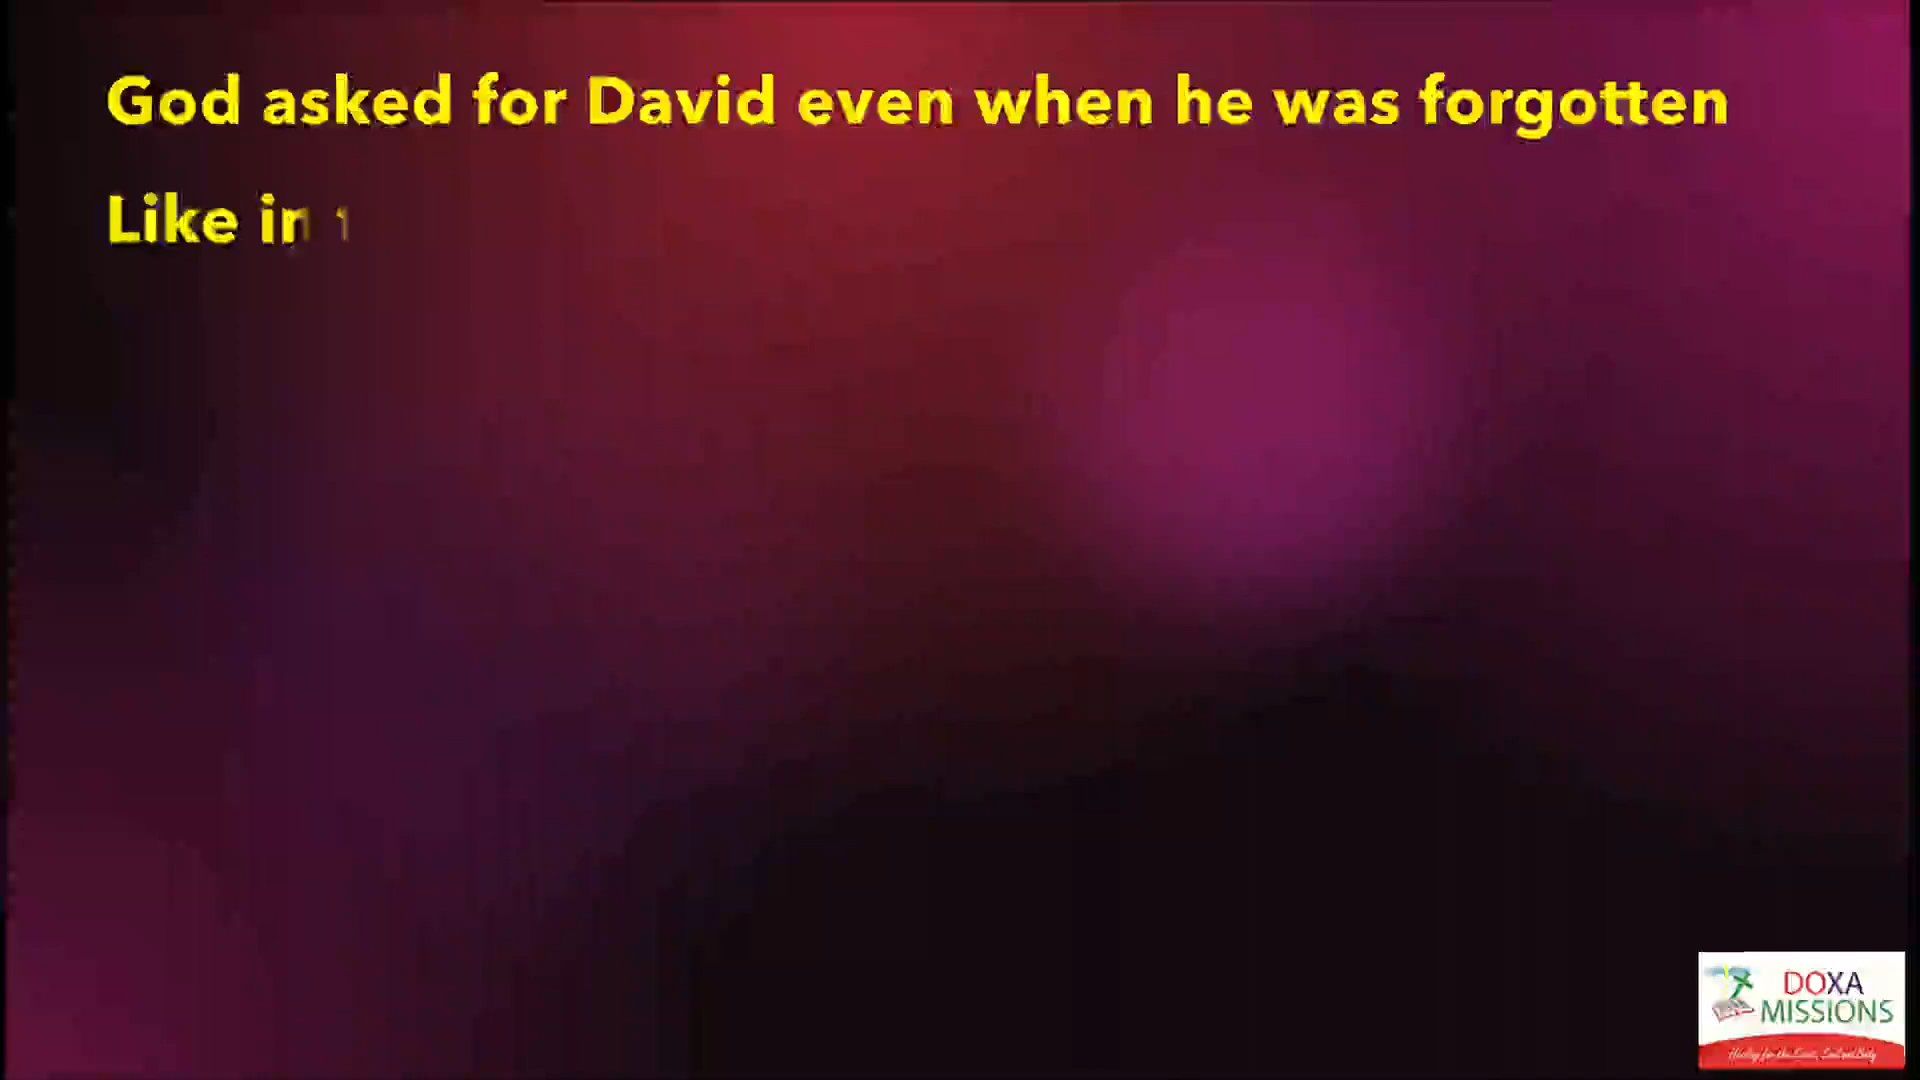 God asked for David even when he was forgotten
Like in
DOXA
MISSIONS